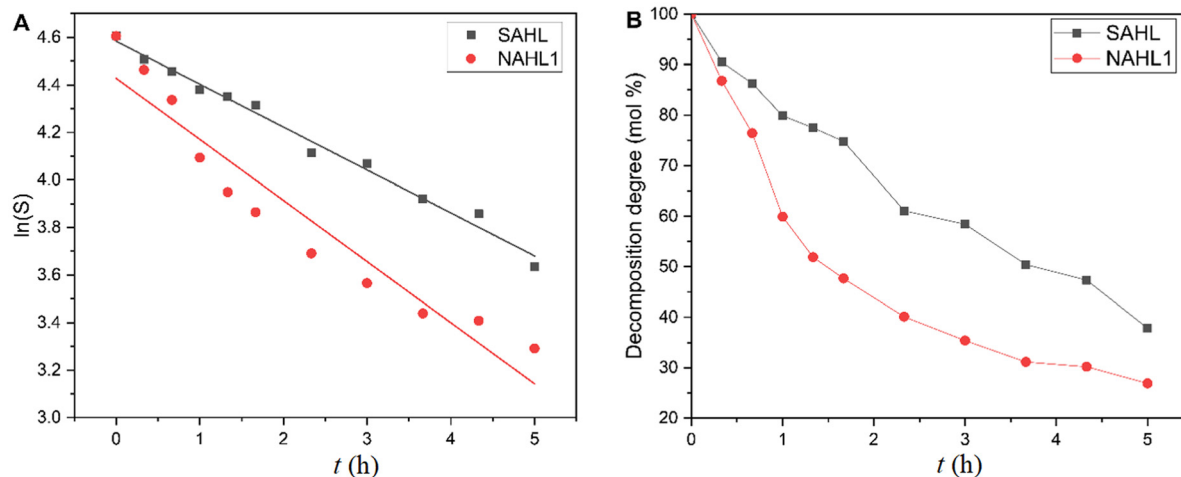 A
SAHL
NAHL1
ln(S)
4.6
4.4
4.2
4.0
3.8
3.6
3.4
3.2
3.0
0 1 2 3 4 5
t (h)
B
SAHL
NAHL1
Decomposition degree (mol %)
100
90
80
70
60
50
40
30
20
0 1 2 3 4 5
t (h)